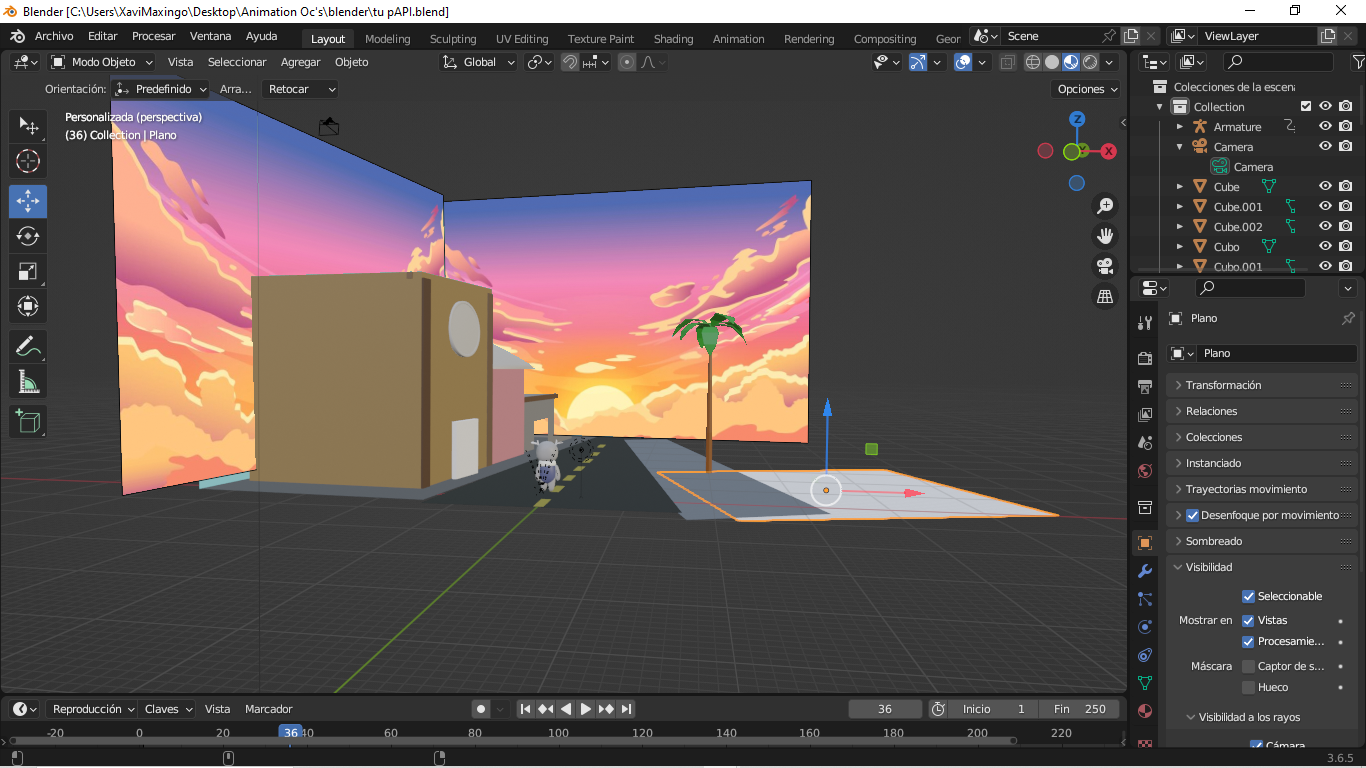 Blender [C:\Users\XaviMaxingo\Desktop\Animation Oc's\blender\tu pAPI.blend]
Archivo Editar Procesar Ventana Ayuda Layout Modeling Sculpting UV Editing Texture Paint Shading Animation Rendering Compositing Geor Scene ViewLayer
Modo Objeto Vista Seleccionar Agregar Objeto Global
Orientación: Predefinido Arra... Retocar Opciones
Personalizada (perspectiva)
(36) Collection | Plano
Z
X
Colecciones de la escena
Collection
Armature
Camera
Camera
Cube
Cube.001
Cube.002
Cubo
Cubo.001
Plano
Plano
Transformación
Relaciones
Colecciones
Instanciado
Trayectorias movimiento
Desenfoque por movimiento
Sombreado
Visibilidad
Seleccionable
Mostrar en Vistas
Procesamie...
Máscara Captor de s...
Hueco
Visibilidad a los rayos
Cámara
Reproducción Claves Vista Marcador 36 Inicio 1 Fin 250
-20 0 20 36 40 60 80 100 120 140 160 180 200 220
3.6.5